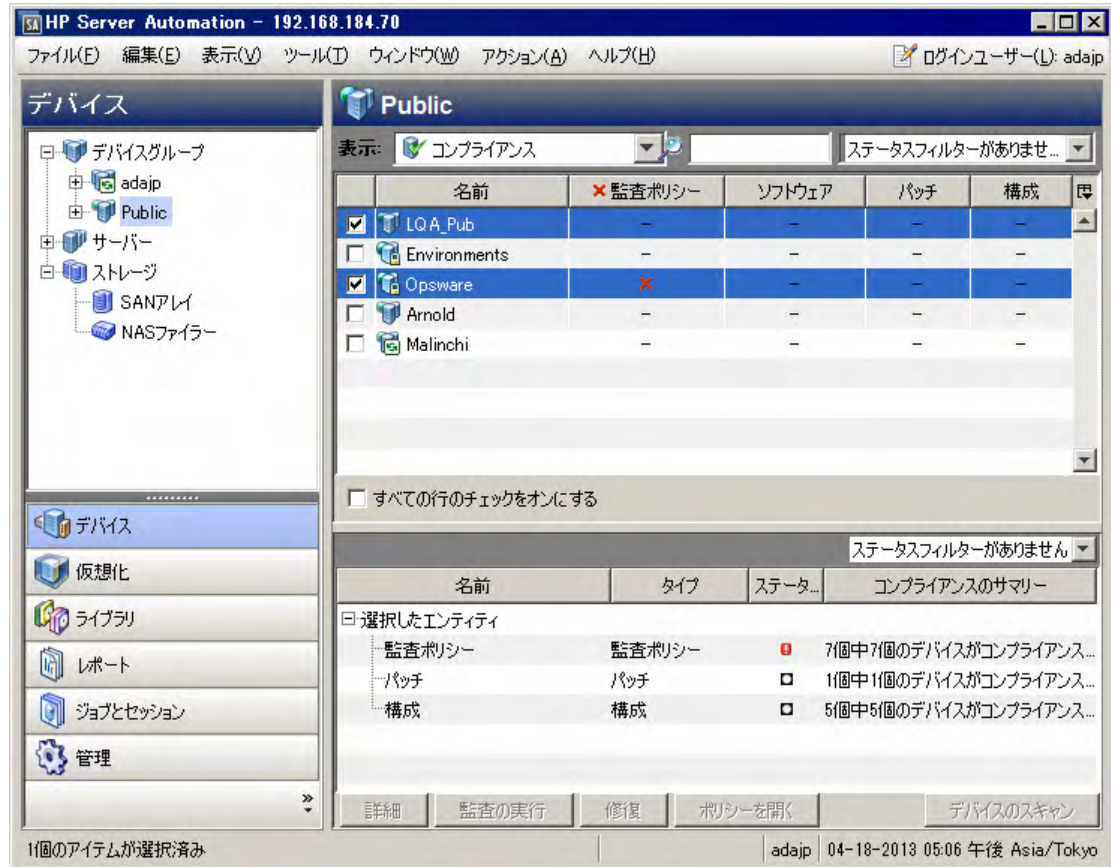 HP Server Automation - 192.168.184.70
ファイル(F) 編集(E) 表示(V) ツール(T) ウィンドウ(W) アクション(A) ヘルプ(H) ログインユーザー(L): adajp
デバイス
デバイスグループ
adajp
Public
サーバー
ストレージ
SANアレイ
NASファイラー
デバイス
仮想化
ライブラリ
レポート
ジョブとセッション
管理
»
Public
表示: コンプライアンス ステータスフィルターがありませ...
名前 監査ポリシー ソフトウェア パッチ 構成
LQA_Pub – – – –
Environments – – – –
Opsware – – –
Arnold – – – –
Malinchi – – – –
すべての行のチェックをオンにする
ステータスフィルターがありません
名前 タイプ ステータ... コンプライアンスのサマリー
選択したエンティティ
監査ポリシー 監査ポリシー 7個中7個のデバイスがコンプライアンス...
パッチ パッチ 1個中1個のデバイスがコンプライアンス...
構成 構成 5個中5個のデバイスがコンプライアンス...
詳細 監査の実行 修復 ポリシーを開く デバイスのスキャン
1個のアイテムが選択済み adajp 04-18-2013 05:06 午後 Asia/Tokyo